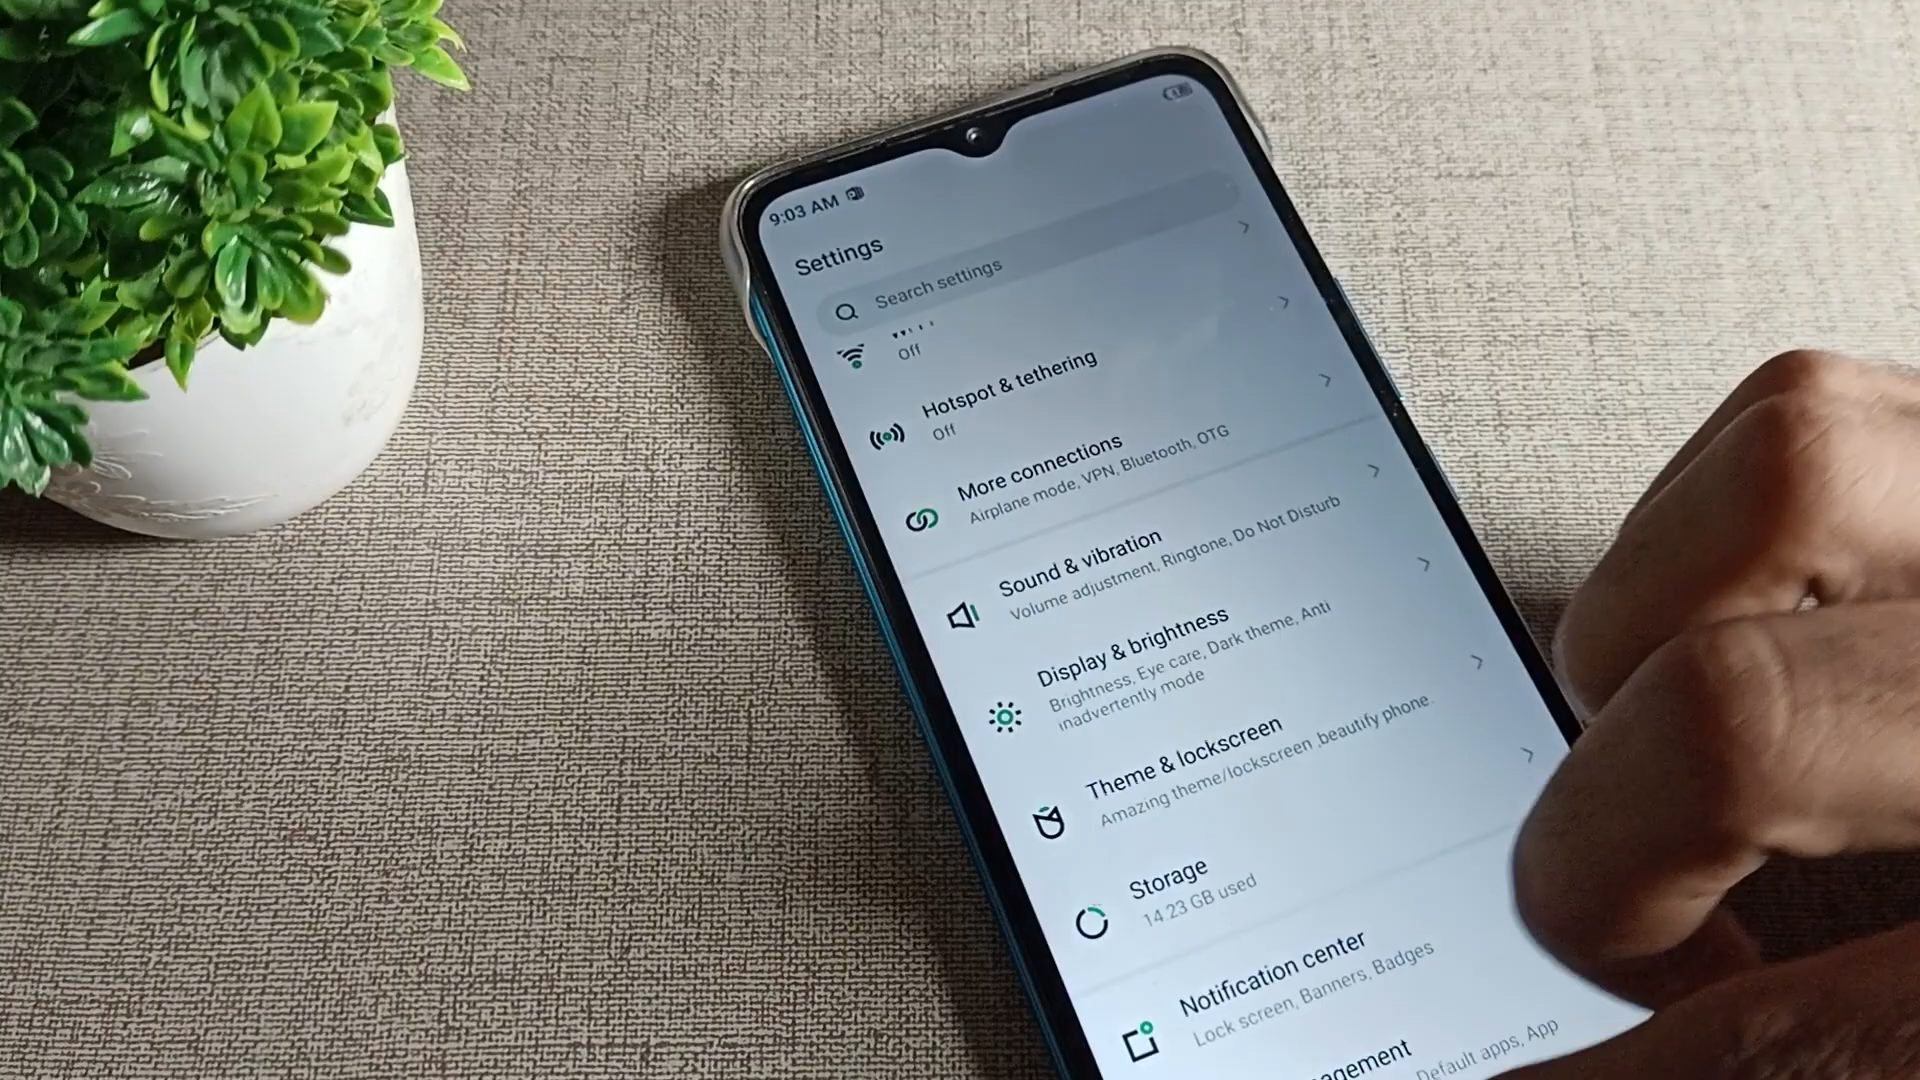 9:03 AM
Settings
Search settings
Off
Hotspot & tethering
Off
More connections
Airplane mode, VPN, Bluetooth, OTG
Sound & vibration
Volume adjustment, Ringtone, Do Not Disturb
Display & brightness
Brightness, Eye care, Dark theme, Anti
inadvertently mode
Theme & lockscreen
Amazing theme/lockscreen ,beautify phone.
Storage
14.23 GB used
Notification center
Lock screen, Banners, Badges
Default apps, App